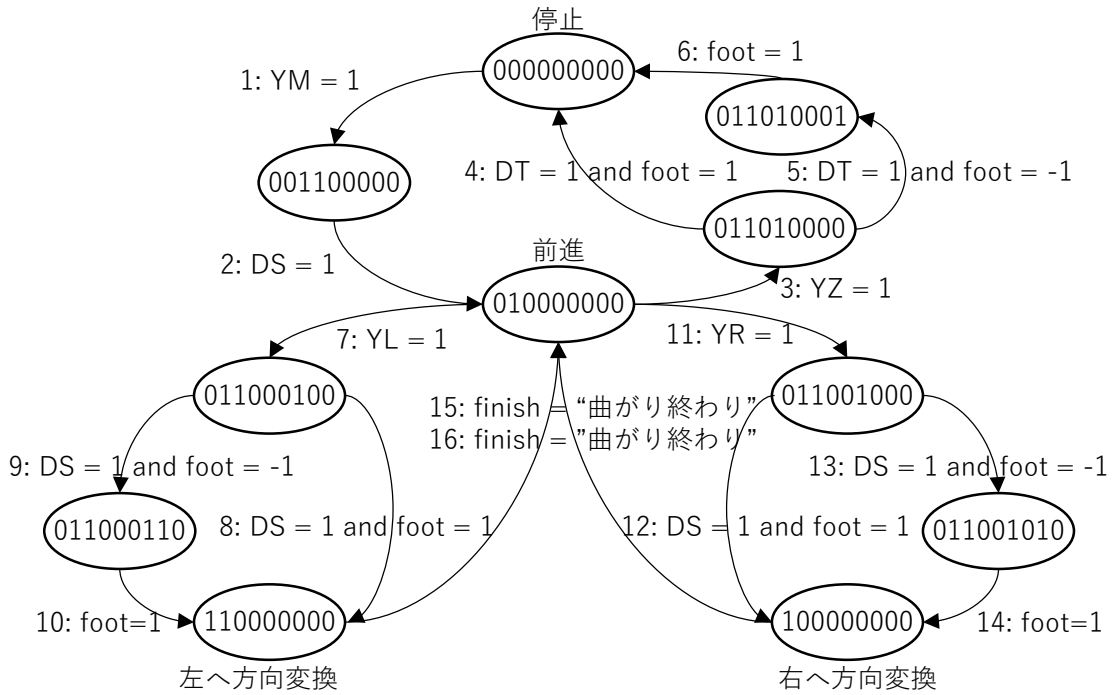 停止
6: foot = 1
000000000
1: YM = 1
011010001
001100000
4: DT = 1 and foot = 1
5: DT = 1 and foot = -1
011010000
前進
2: DS = 1
010000000
3: YZ = 1
7: YL = 1
11: YR = 1
011000100
011001000
15: finish = “曲がり終わり”
16: finish = ”曲がり終わり”
9: DS = 1 and foot = -1
13: DS = 1 and foot = -1
011000110
8: DS = 1 and foot = 1
12: DS = 1 and foot = 1
011001010
10: foot=1
110000000
100000000
14: foot=1
左へ方向変換
右へ方向変換